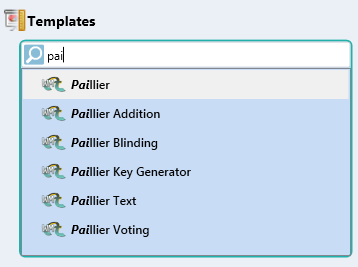 Templates
pai
Paillier
Paillier Addition
Paillier Blinding
Paillier Key Generator
Paillier Text
Paillier Voting